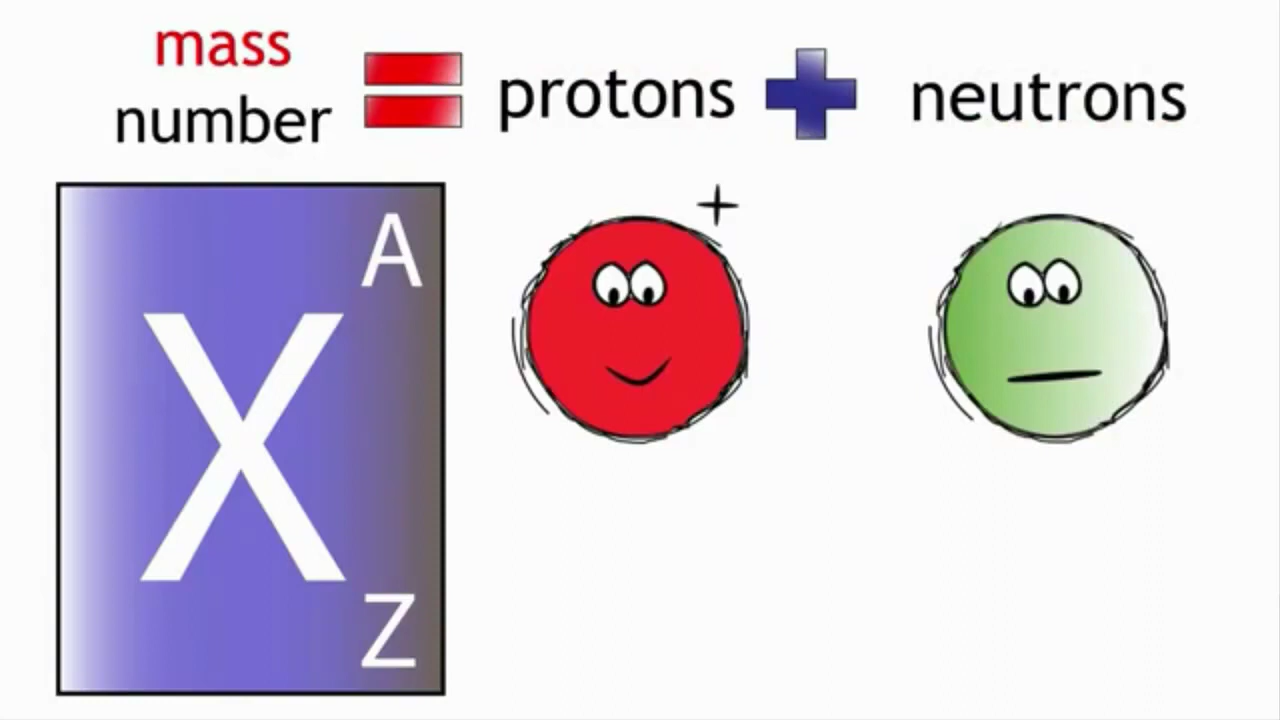 mass
number = protons + neutrons
A
+
X
Z